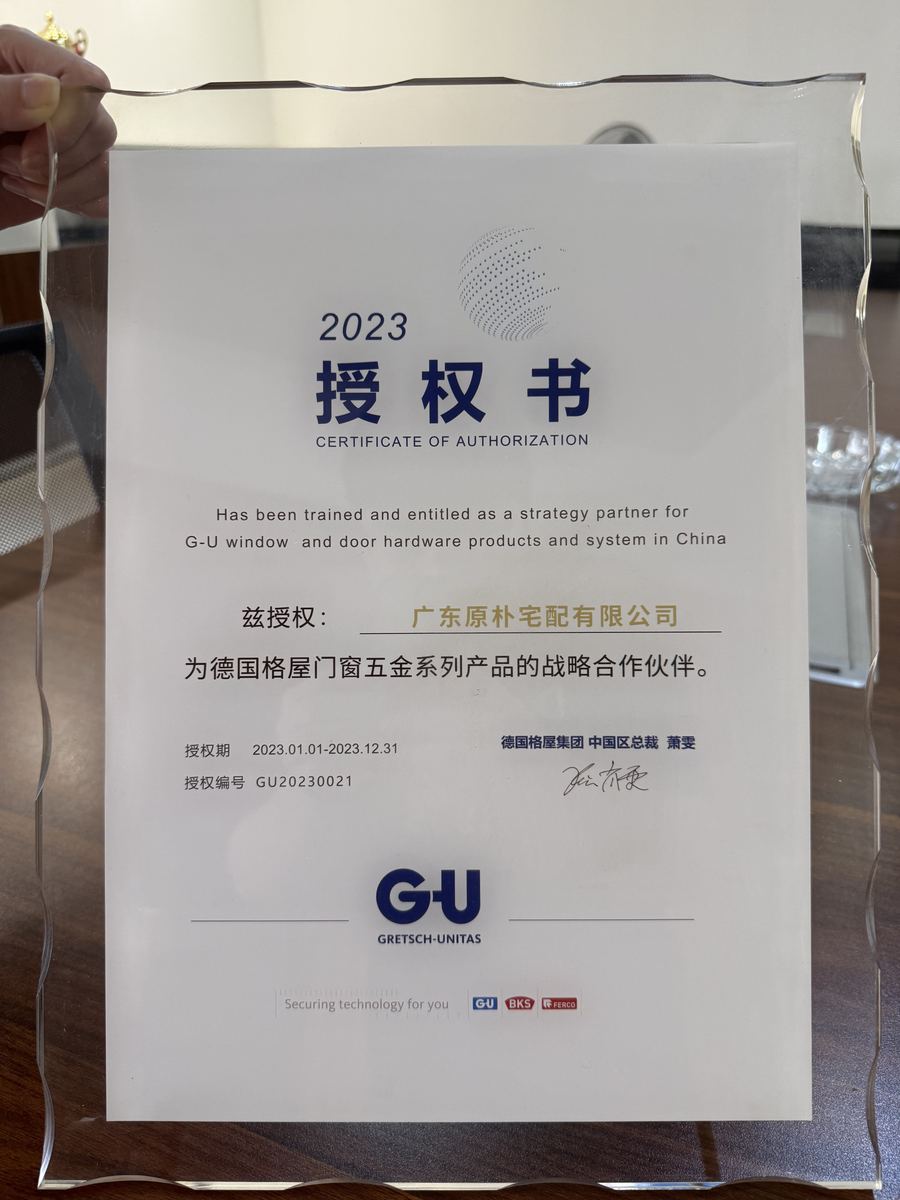 2023
授权书
CERTIFICATE OF AUTHORIZATION
Has been trained and entitled as a strategy partner for
G-U window and door hardware products and system in China
兹授权： 广东原朴宅配有限公司
为德国格屋门窗五金系列产品的战略合作伙伴。
授权期 2023.01.01-2023.12.31
德国格屋集团 中国区总裁 萧雯
授权编号 GU20230021
G-U
GRETSCH-UNITAS
Securing technology for you G-U BKS FERCO